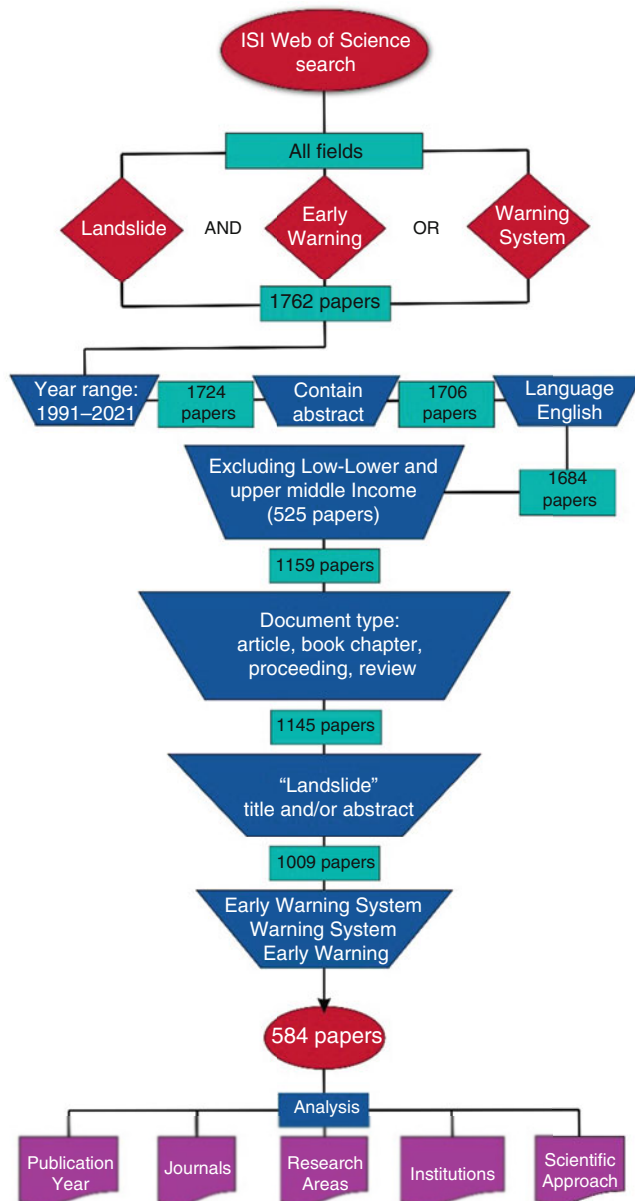 ISI Web of Science
search
All fields
Landslide
AND
Early
Warning
OR
Warning
System
1762 papers
Year range:
1991–2021
1724
papers
Contain
abstract
1706
papers
Language
English
1684
papers
Excluding Low-Lower and
upper middle Income
(525 papers)
1159 papers
Document type:
article, book chapter,
proceeding, review
1145 papers
“Landslide”
title and/or abstract
1009 papers
Early Warning System
Warning System
Early Warning
584 papers
Analysis
Publication
Year
Journals
Research
Areas
Institutions
Scientific
Approach